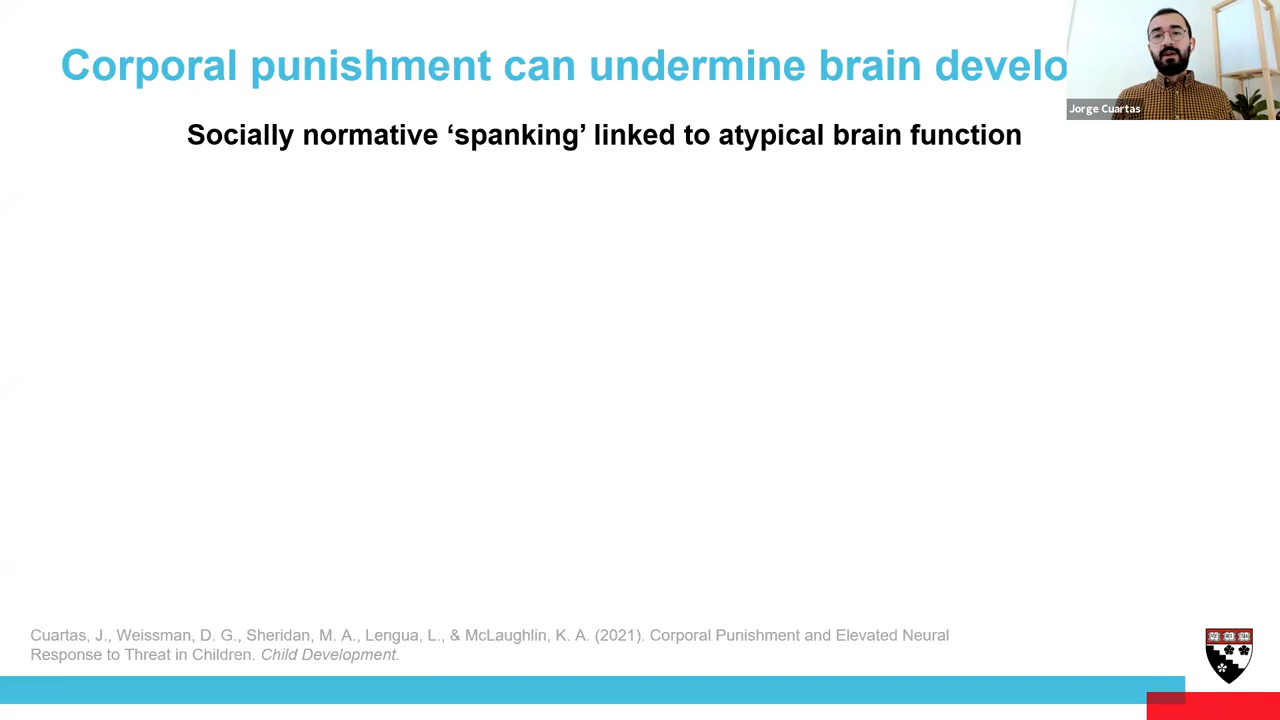 Corporal punishment can undermine brain develo
Jorge Cuartas
Socially normative ‘spanking’ linked to atypical brain function
Cuartas, J., Weissman, D. G., Sheridan, M. A., Lengua, L., & McLaughlin, K. A. (2021). Corporal Punishment and Elevated Neural
Response to Threat in Children. Child Development.